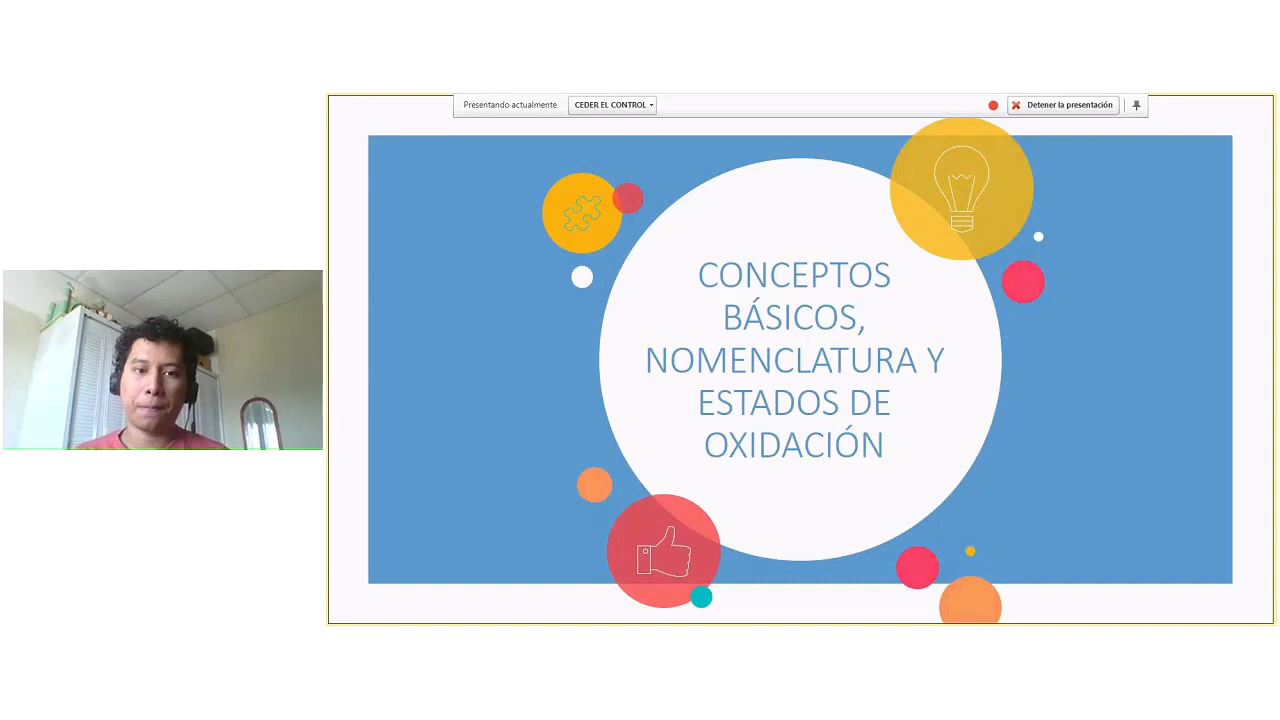 Presentando actualmente CEDER EL CONTROL Detener la presentación
CONCEPTOS
BÁSICOS,
NOMENCLATURA Y
ESTADOS DE
OXIDACIÓN